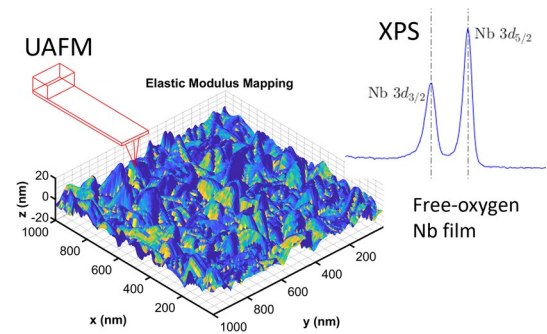 UAFM
XPS
Nb 3d5/2
Nb 3d3/2
Elastic Modulus Mapping
z (nm)
20
0
-20
1000
800
600
400
200
x (nm)
200
400
600
800
1000
y (nm)
Free-oxygen
Nb film